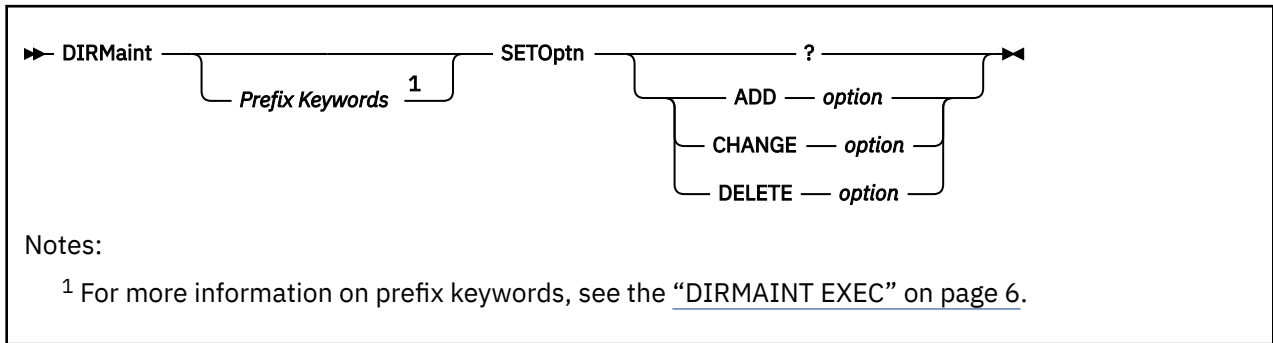 DIRMaint Prefix Keywords 1 SETOptn ?
ADD option
CHANGE option
DELETE option
Notes:
1 For more information on prefix keywords, see the “DIRMAINT EXEC” on page 6.